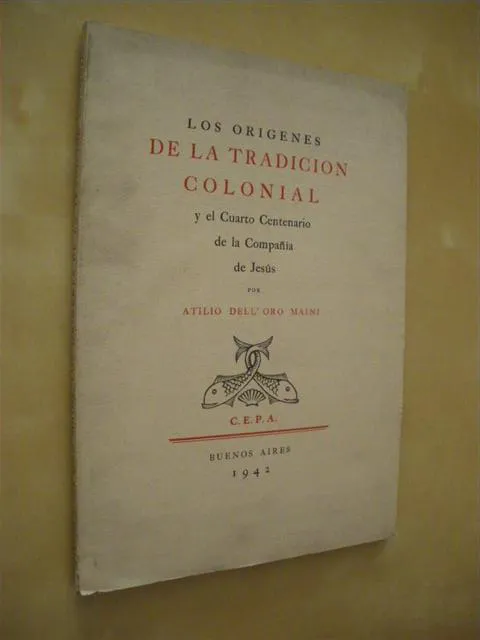 LOS ORIGENES
DE LA TRADICION
COLONIAL
y el Cuarto Centenario
de la Compañía
de Jesús
POR
ATILIO DELL'ORO MAINI
C.E.P.A.
BUENOS AIRES
1942